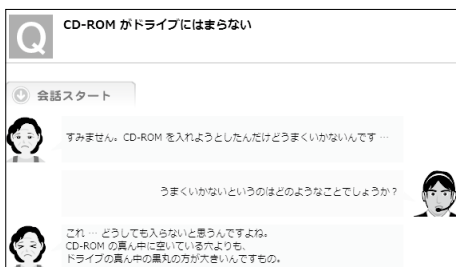 Q
CD-ROM がドライブにはまらない
会話スタート
すみません。CD-ROM を入れようとしたんだけどうまくいかないんです …
うまくいかないというのはどのようなことでしょうか？
これ … どうしても入らないと思うんですよね。
CD-ROM の真ん中に空いている穴よりも、
ドライブの真ん中の黒丸の方が大きいんですもの。